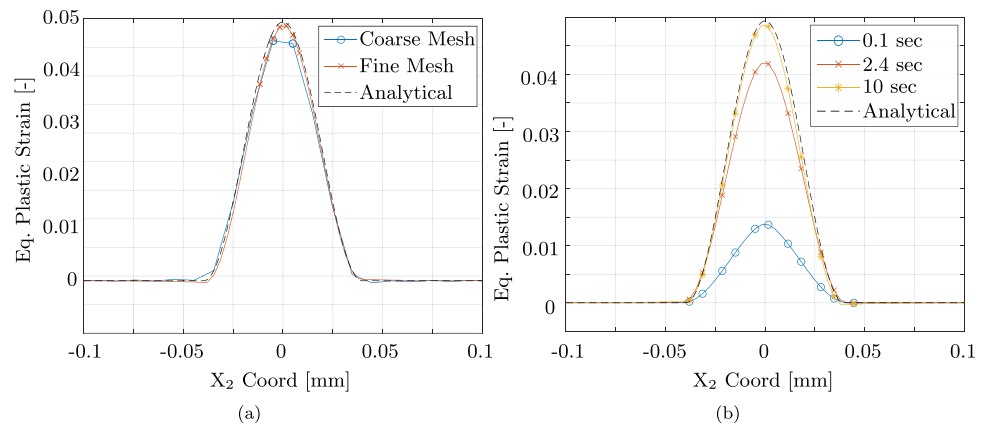 0.05
0.04
0.03
0.02
0.01
0
Eq. Plastic Strain [-]
Coarse Mesh
Fine Mesh
Analytical
-0.1
-0.05
0
0.05
0.1
X₂ Coord [mm]
(a)
0.04
0.03
0.02
0.01
0
Eq. Plastic Strain [-]
0.1 sec
2.4 sec
10 sec
Analytical
-0.1
-0.05
0
0.05
0.1
X₂ Coord [mm]
(b)